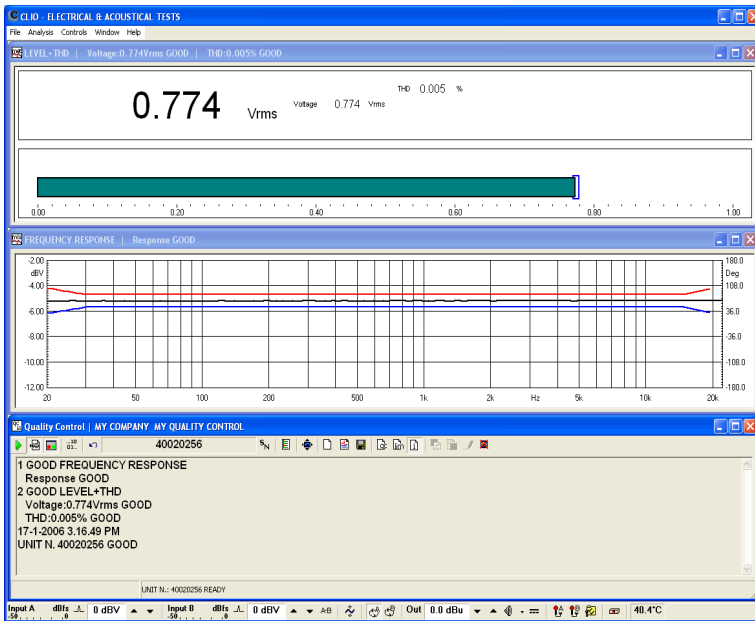 CLIO - ELECTRICAL & ACOUSTICAL TESTS
File Analysis Controls Window Help
LEVEL+THD | Voltage:0.774Vrms GOOD | THD:0.005% GOOD
THD 0.005 %
0.774 Vrms Voltage 0.774 Vrms
0.00 0.20 0.40 0.60 0.80 1.00
FREQUENCY RESPONSE | Response GOOD
-2.00 180.0
dBV Deg
-4.00 108.0
-6.00 36.0
-8.00 -36.0
-10.00 -108.0
-12.00 -180.0
20 50 100 200 500 1k 2k Hz 5k 10k 20k
Quality Control | MY COMPANY MY QUALITY CONTROL
40020256
1 GOOD FREQUENCY RESPONSE
Response GOOD
2 GOOD LEVEL+THD
Voltage:0.774Vrms GOOD
THD:0.005% GOOD
17-1-2006 3.16.49 PM
UNIT N. 40020256 GOOD
UNIT N.: 40020256 READY
Input A dBfs 0 dBV Input B dBfs 0 dBV A-B Out 0.0 dBu 40.4°C
-50 0 -50 0